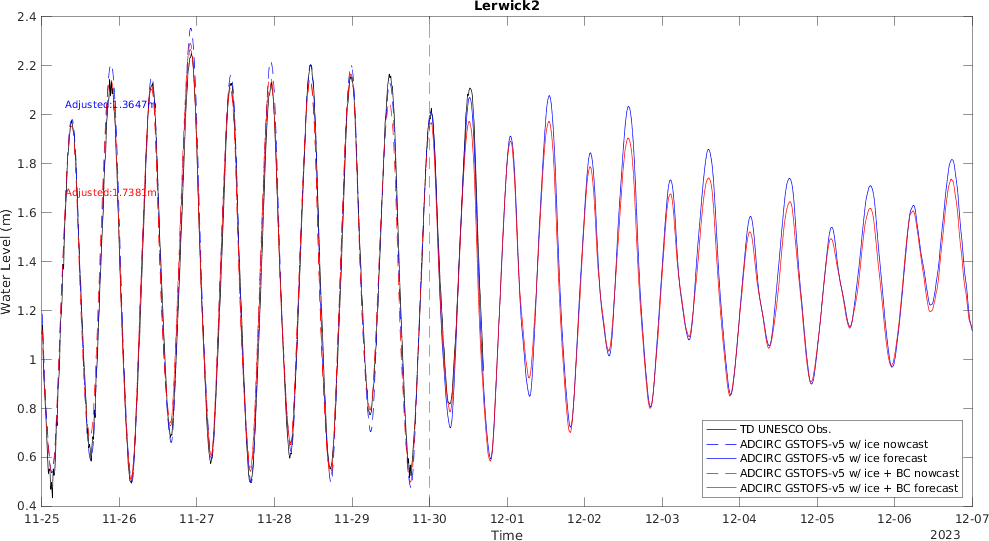 Lerwick2
2.4
2.2
2
1.8
1.6
1.4
1.2
1
0.8
0.6
0.4
Water Level (m)
Adjusted:1.3647m
Adjusted:1.7381m
TD UNESCO Obs.
ADCIRC GSTOFS-v5 w/ ice nowcast
ADCIRC GSTOFS-v5 w/ ice forecast
ADCIRC GSTOFS-v5 w/ ice + BC nowcast
ADCIRC GSTOFS-v5 w/ ice + BC forecast
11-25 11-26 11-27 11-28 11-29 11-30 12-01 12-02 12-03 12-04 12-05 12-06 12-07
Time
2023